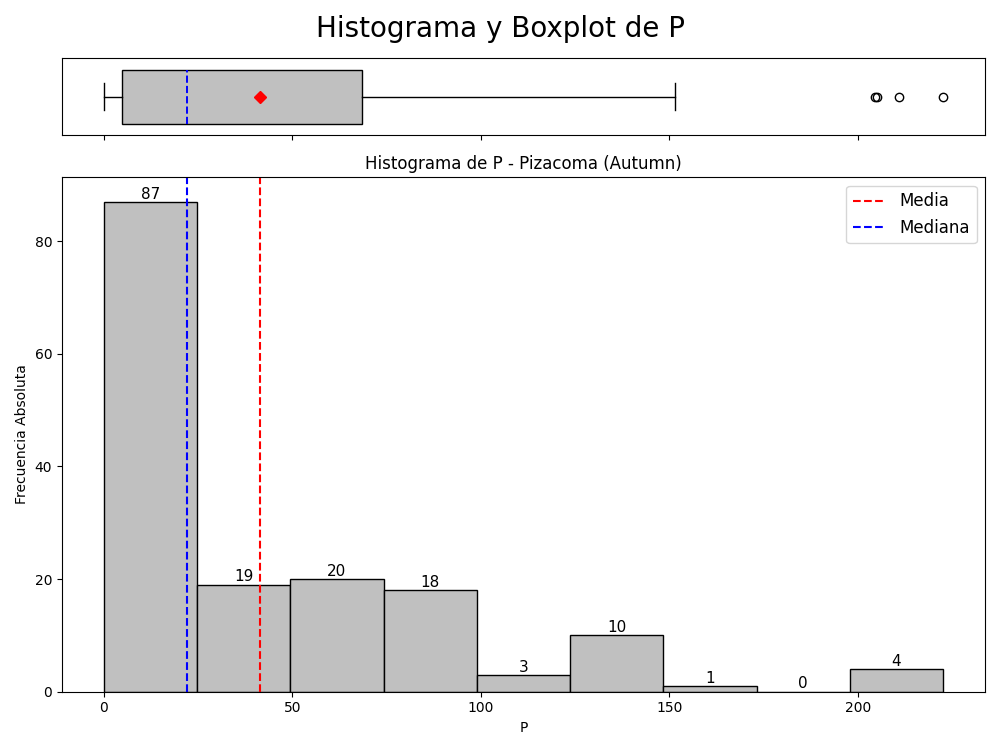 Histograma y Boxplot de P
Histograma de P - Pizacoma (Autumn)
Media
Mediana
87
19
20
18
3
10
1
0
4
80
60
40
20
0
Frecuencia Absoluta
0 50 100 150 200
P